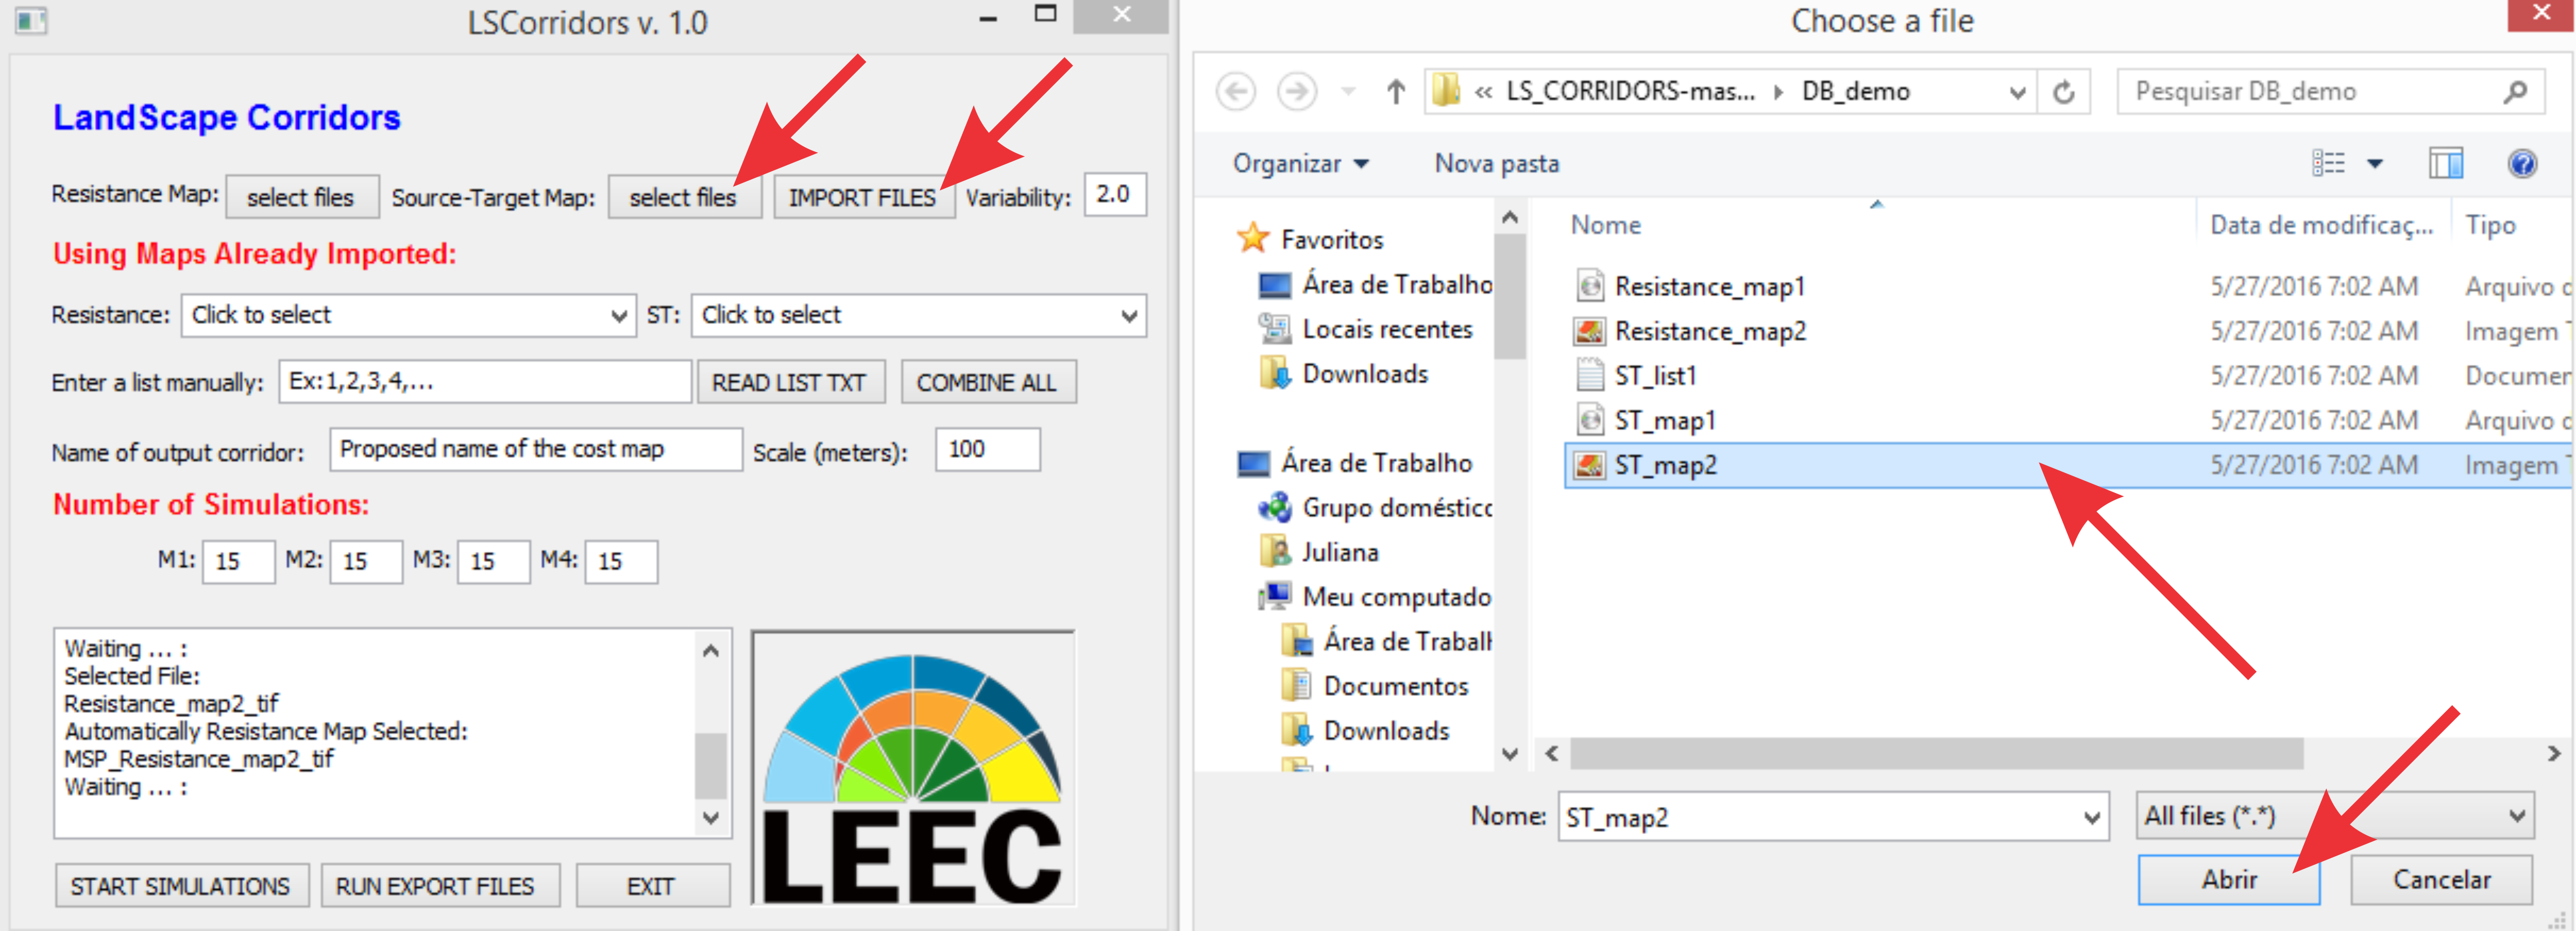 LSCorridors v. 1.0
LandScape Corridors
Resistance Map: select files Source-Target Map: select files IMPORT FILES Variability: 2.0
Using Maps Already Imported:
Resistance: Click to select ST: Click to select
Enter a list manually: Ex:1,2,3,4,... READ LIST TXT COMBINE ALL
Name of output corridor: Proposed name of the cost map Scale (meters): 100
Number of Simulations:
M1: 15 M2: 15 M3: 15 M4: 15
Waiting ... :
Selected File:
Resistance_map2_tif
Automatically Resistance Map Selected:
MSP_Resistance_map2_tif
Waiting ... :
LEEC
START SIMULATIONS RUN EXPORT FILES EXIT
Choose a file
« LS_CORRIDORS-mas... DB_demo Pesquisar DB_demo
Organizar Nova pasta
Favoritos
Área de Trabalho
Locais recentes
Downloads
Área de Trabalho
Grupo doméstic
Juliana
Meu computado
Área de Trabal
Documentos
Downloads
Nome Data de modificaç... Tipo
Resistance_map1 5/27/2016 7:02 AM Arquivo
Resistance_map2 5/27/2016 7:02 AM Imagem
ST_list1 5/27/2016 7:02 AM Documen
ST_map1 5/27/2016 7:02 AM Arquivo
ST_map2 5/27/2016 7:02 AM Imagem
Nome: ST_map2 All files (*.*)
Abrir Cancelar